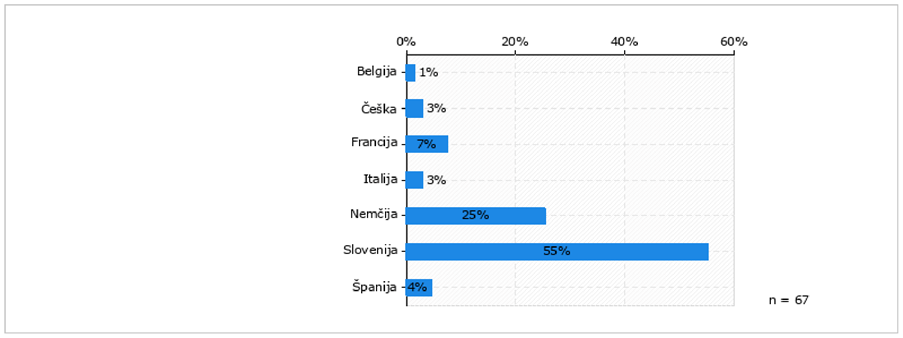 0% 20% 40% 60%
Belgija 1%
Češka 3%
Francija 7%
Italija 3%
Nemčija 25%
Slovenija 55%
Španija 4%
n = 67